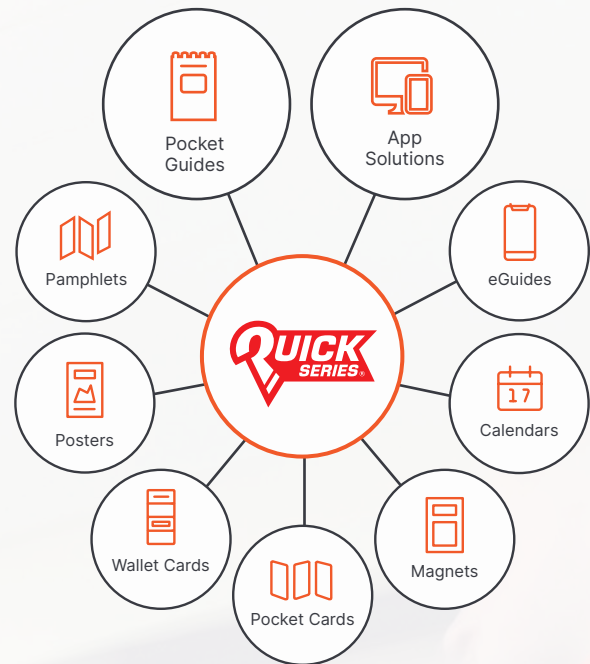 Pocket
Guides
App
Solutions
Pamphlets
eGuides
QUICK
SERIES®
Posters
17
Calendars
Wallet Cards
Magnets
Pocket Cards